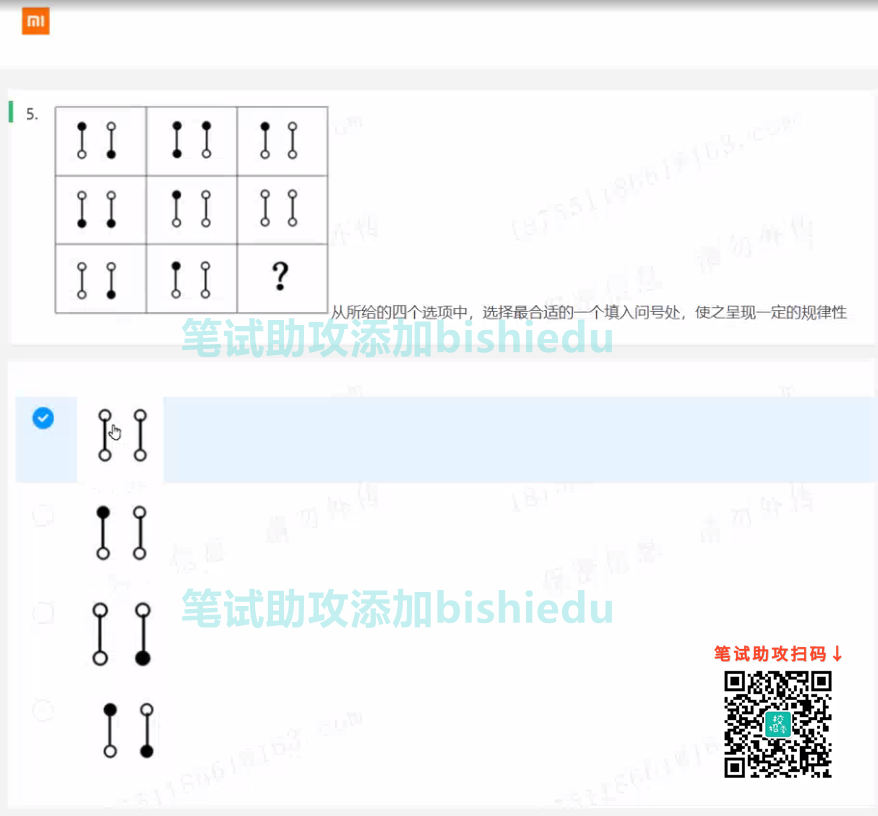 mi
5.
?
从所给的四个选项中，选择最合适的一个填入问号处，使之呈现一定的规律性
笔试助攻添加bishiedu
笔试助攻添加bishiedu
笔试助攻扫码↓